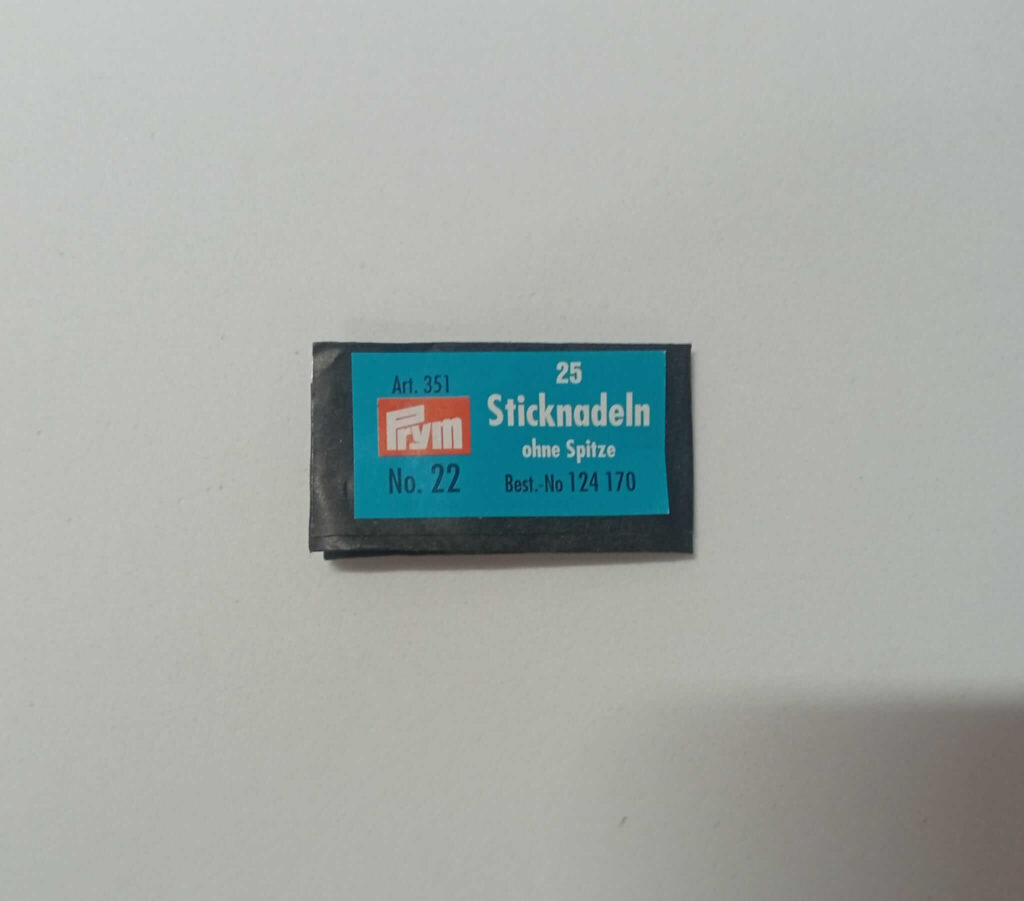 Art. 351
Prym
No. 22
25
Sticknadeln
ohne Spitze
Best.-No 124 170